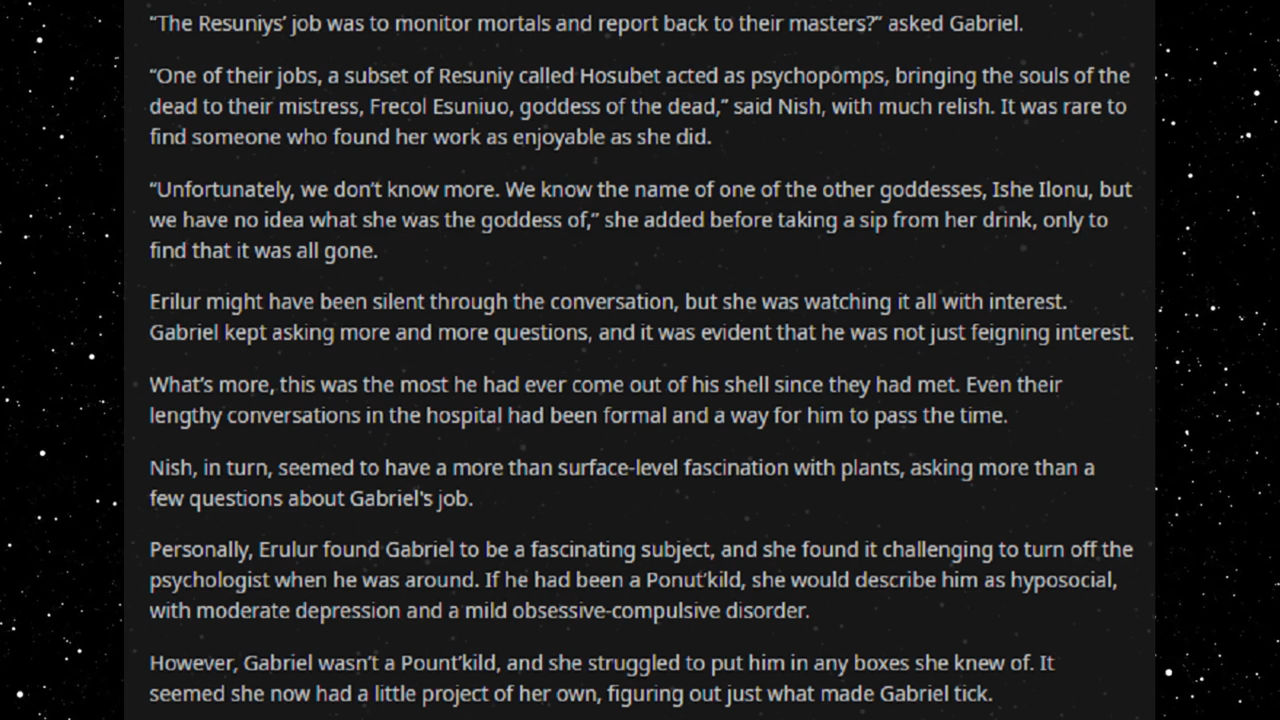 “The Resuniys’ job was to monitor mortals and report back to their masters?” asked Gabriel.
“One of their jobs, a subset of Resuniy called Hosubet acted as psychopomps, bringing the souls of the
dead to their mistress, Frecol Esuniuo, goddess of the dead,” said Nish, with much relish. It was rare to
find someone who found her work as enjoyable as she did.
“Unfortunately, we don’t know more. We know the name of one of the other goddesses, Ishe Ilonu, but
we have no idea what she was the goddess of,” she added before taking a sip from her drink, only to
find that it was all gone.
Erilur might have been silent through the conversation, but she was watching it all with interest.
Gabriel kept asking more and more questions, and it was evident that he was not just feigning interest.
What’s more, this was the most he had ever come out of his shell since they had met. Even their
lengthy conversations in the hospital had been formal and a way for him to pass the time.
Nish, in turn, seemed to have a more than surface-level fascination with plants, asking more than a
few questions about Gabriel's job.
Personally, Erulur found Gabriel to be a fascinating subject, and she found it challenging to turn off the
psychologist when he was around. If he had been a Ponut’kild, she would describe him as hyposocial,
with moderate depression and a mild obsessive-compulsive disorder.
However, Gabriel wasn’t a Pount’kild, and she struggled to put him in any boxes she knew of. It
seemed she now had a little project of her own, figuring out just what made Gabriel tick.